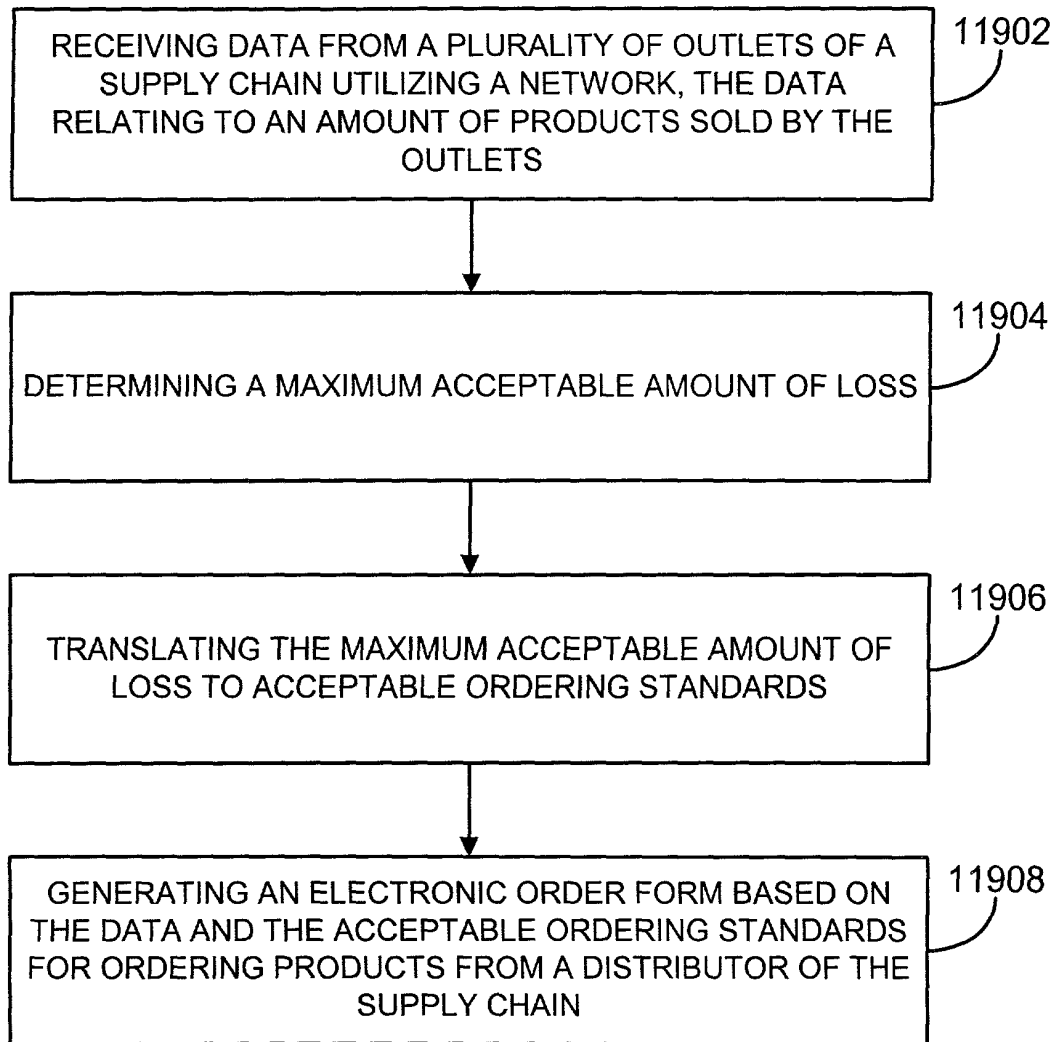 RECEIVING DATA FROM A PLURALITY OF OUTLETS OF A
SUPPLY CHAIN UTILIZING A NETWORK, THE DATA
RELATING TO AN AMOUNT OF PRODUCTS SOLD BY THE
OUTLETS
11902
DETERMINING A MAXIMUM ACCEPTABLE AMOUNT OF LOSS
11904
TRANSLATING THE MAXIMUM ACCEPTABLE AMOUNT OF
LOSS TO ACCEPTABLE ORDERING STANDARDS
11906
GENERATING AN ELECTRONIC ORDER FORM BASED ON
THE DATA AND THE ACCEPTABLE ORDERING STANDARDS
FOR ORDERING PRODUCTS FROM A DISTRIBUTOR OF THE
SUPPLY CHAIN
11908